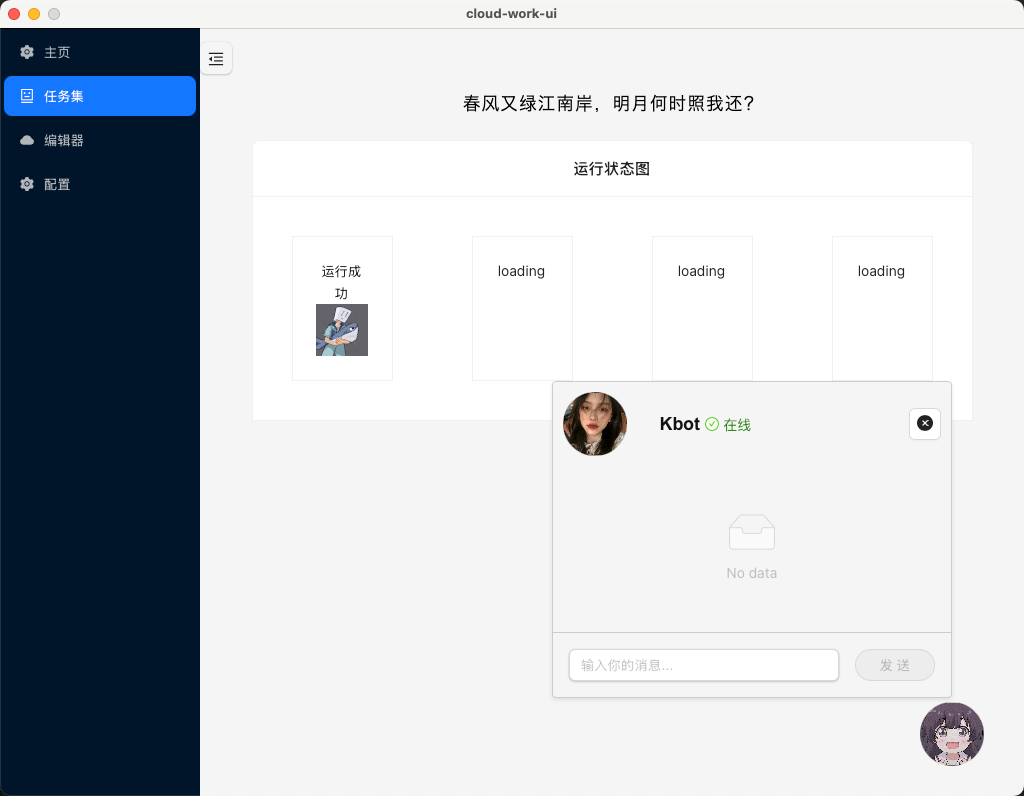 cloud-work-ui
主页
任务集
编辑器
配置
春风又绿江南岸，明月何时照我还？
运行状态图
运行成
功
loading
loading
loading
Kbot 在线
No data
输入你的消息...
发 送